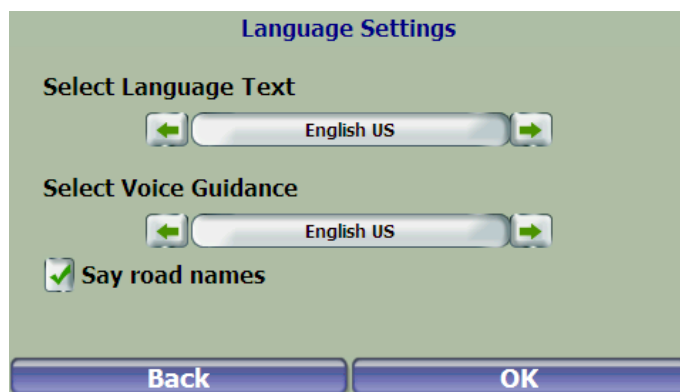 Language Settings
Select Language Text
English US
Select Voice Guidance
English US
Say road names
Back OK